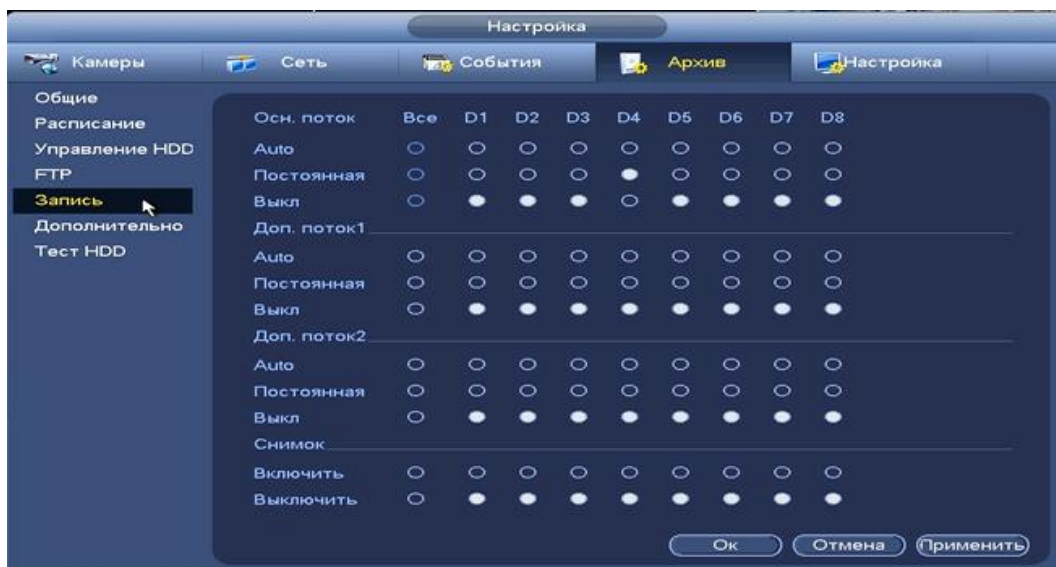 Настройка
Камеры Сеть События Архив Настройка
Общие
Расписание
Управление HDD
FTP
Запись
Дополнительно
Тест HDD
Осн. поток Все D1 D2 D3 D4 D5 D6 D7 D8
Auto
Постоянная
Выкл
Доп. поток1
Auto
Постоянная
Выкл
Доп. поток2
Auto
Постоянная
Выкл
Снимок
Включить
Выключить
Ок Отмена Применить